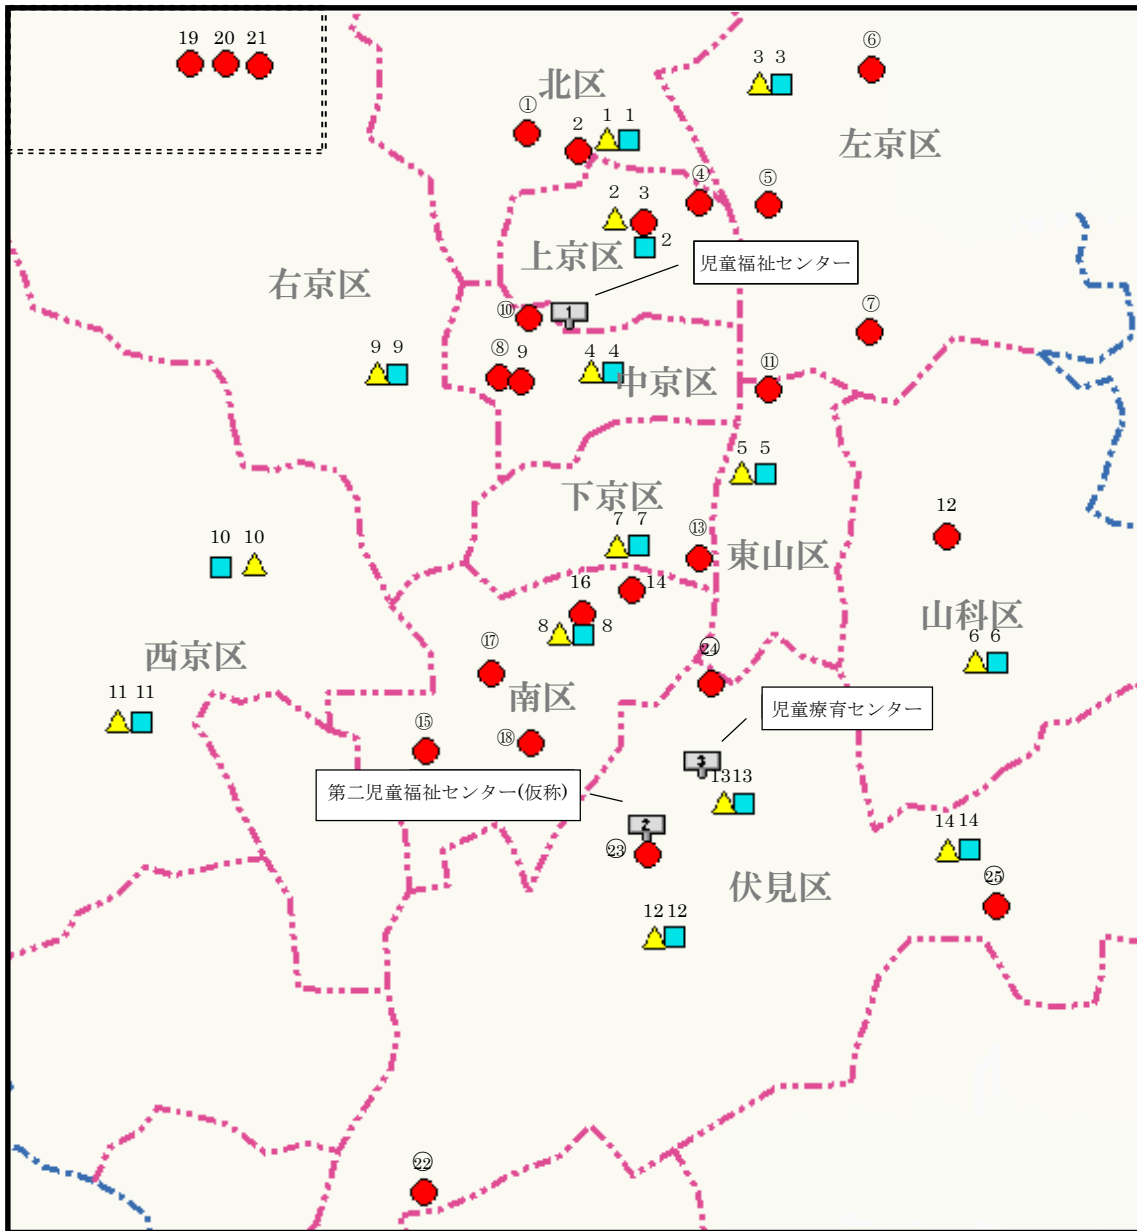 19 20 21
⑥
3 3
北区
①
2
1 1
左京区
④
⑤
2
3
2
上京区
児童福祉センター
右京区
⑩
1
⑦
9 9
⑧
9
4 4
中京区
⑪
5 5
下京区
12
7 7
⑬
東山区
10 10
16
14
8
8
山科区
6 6
西京区
⑰
㉔
南区
11 11
児童療育センター
⑮
⑱
3
第二児童福祉センター(仮称)
13 13
2
㉓
14 14
伏見区
㉕
12 12
㉒